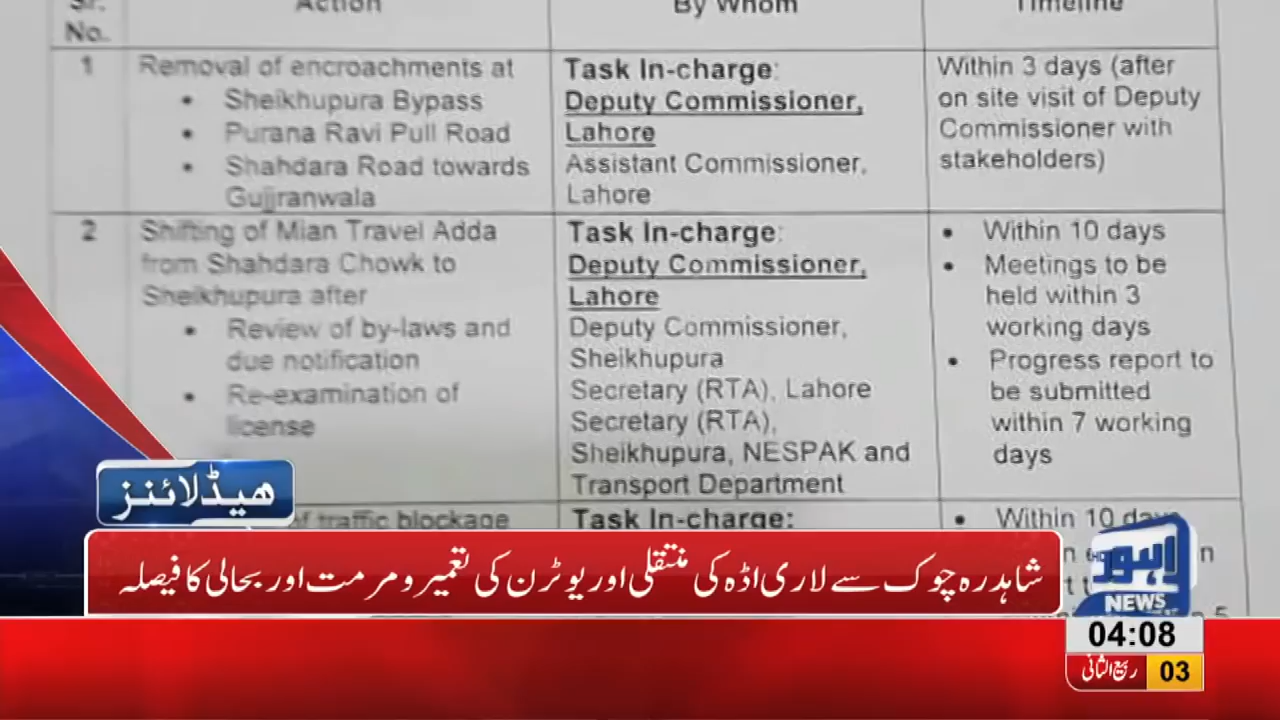 Sr. No.
Action
By Whom
Timeline
1
Removal of encroachments at
• Sheikhupura Bypass
• Purana Ravi Pull Road
• Shahdara Road towards
Gujjranwala
Task In-charge:
Deputy Commissioner,
Lahore
Assistant Commissioner,
Lahore
Within 3 days (after
on site visit of Deputy
Commissioner with
stakeholders)
2
Shifting of Mian Travel Adda
from Shahdara Chowk to
Sheikhupura after
• Review of by-laws and
due notification
• Re-examination of
license
Task In-charge:
Deputy Commissioner,
Lahore
Deputy Commissioner,
Sheikhupura
Secretary (RTA), Lahore
Secretary (RTA),
Sheikhupura, NESPAK and
Transport Department
• Within 10 days
• Meetings to be
held within 3
working days
• Progress report to
be submitted
within 7 working
days
of traffic blockage
Task In-charge:
• Within 10 days
ہیڈلائنز
شاہدرہ چوک سے لاری اڈہ کی منتقلی اور یوٹرن کی تعمیر و مرمت اور بحالی کا فیصلہ
لاہور
NEWS
04:08
ربیع الثانی 03